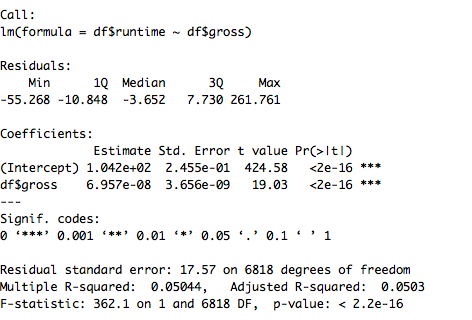 Call:
lm(formula = df$runtime ~ df$gross)
Residuals:
Min 1Q Median 3Q Max
-55.268 -10.848 -3.652 7.730 261.761
Coefficients:
Estimate Std. Error t value Pr(>|t|)
(Intercept) 1.042e+02 2.455e-01 424.58 <2e-16 ***
df$gross 6.957e-08 3.656e-09 19.03 <2e-16 ***
---
Signif. codes:
0 ‘***’ 0.001 ‘**’ 0.01 ‘*’ 0.05 ‘.’ 0.1 ‘ ’ 1
Residual standard error: 17.57 on 6818 degrees of freedom
Multiple R-squared: 0.05044, Adjusted R-squared: 0.0503
F-statistic: 362.1 on 1 and 6818 DF, p-value: < 2.2e-16